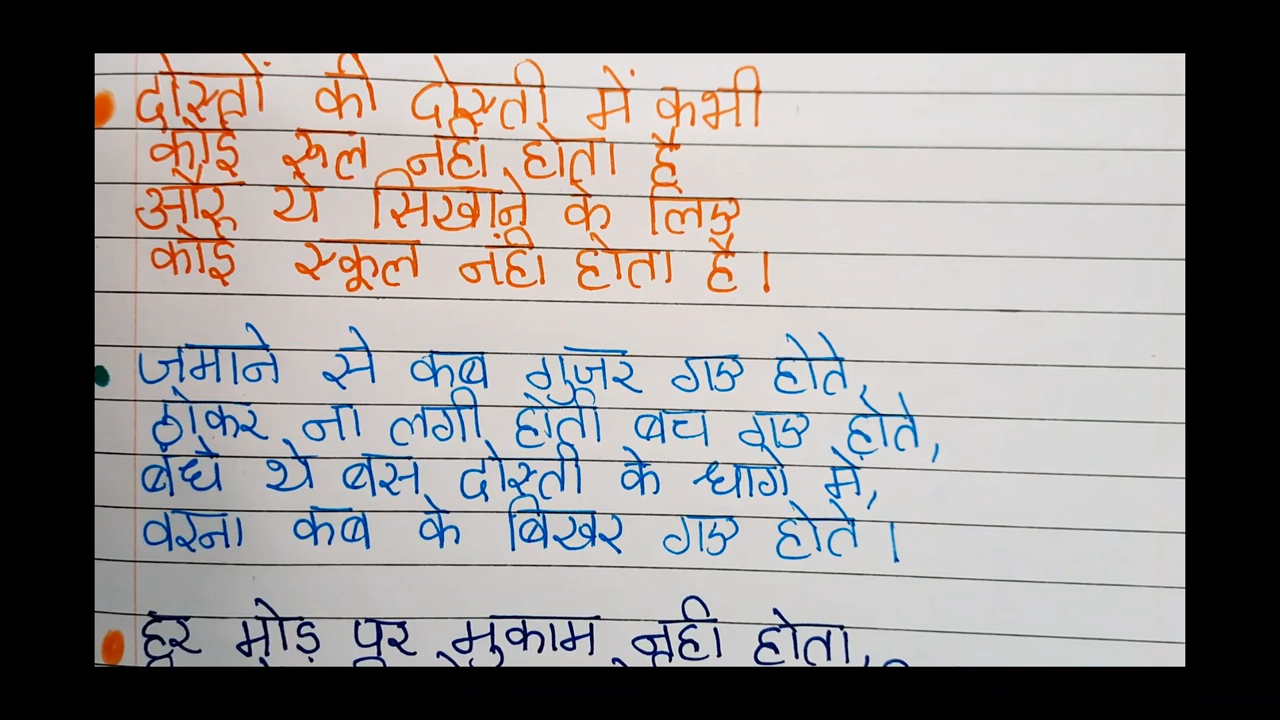 दोस्तों की दोस्ती में कभी
कोई रूल नहीं होता है
और ये सिखाने के लिए
कोई स्कूल नही होता है।
ज़माने से कब गुजर गए होते,
ठोकर ना लगी होती बच गए होते,
बंधे थे बस दोस्ती के धागे में,
वरना कब के बिखर गए होते।
हर मोड़ पर मुकाम नही होता,